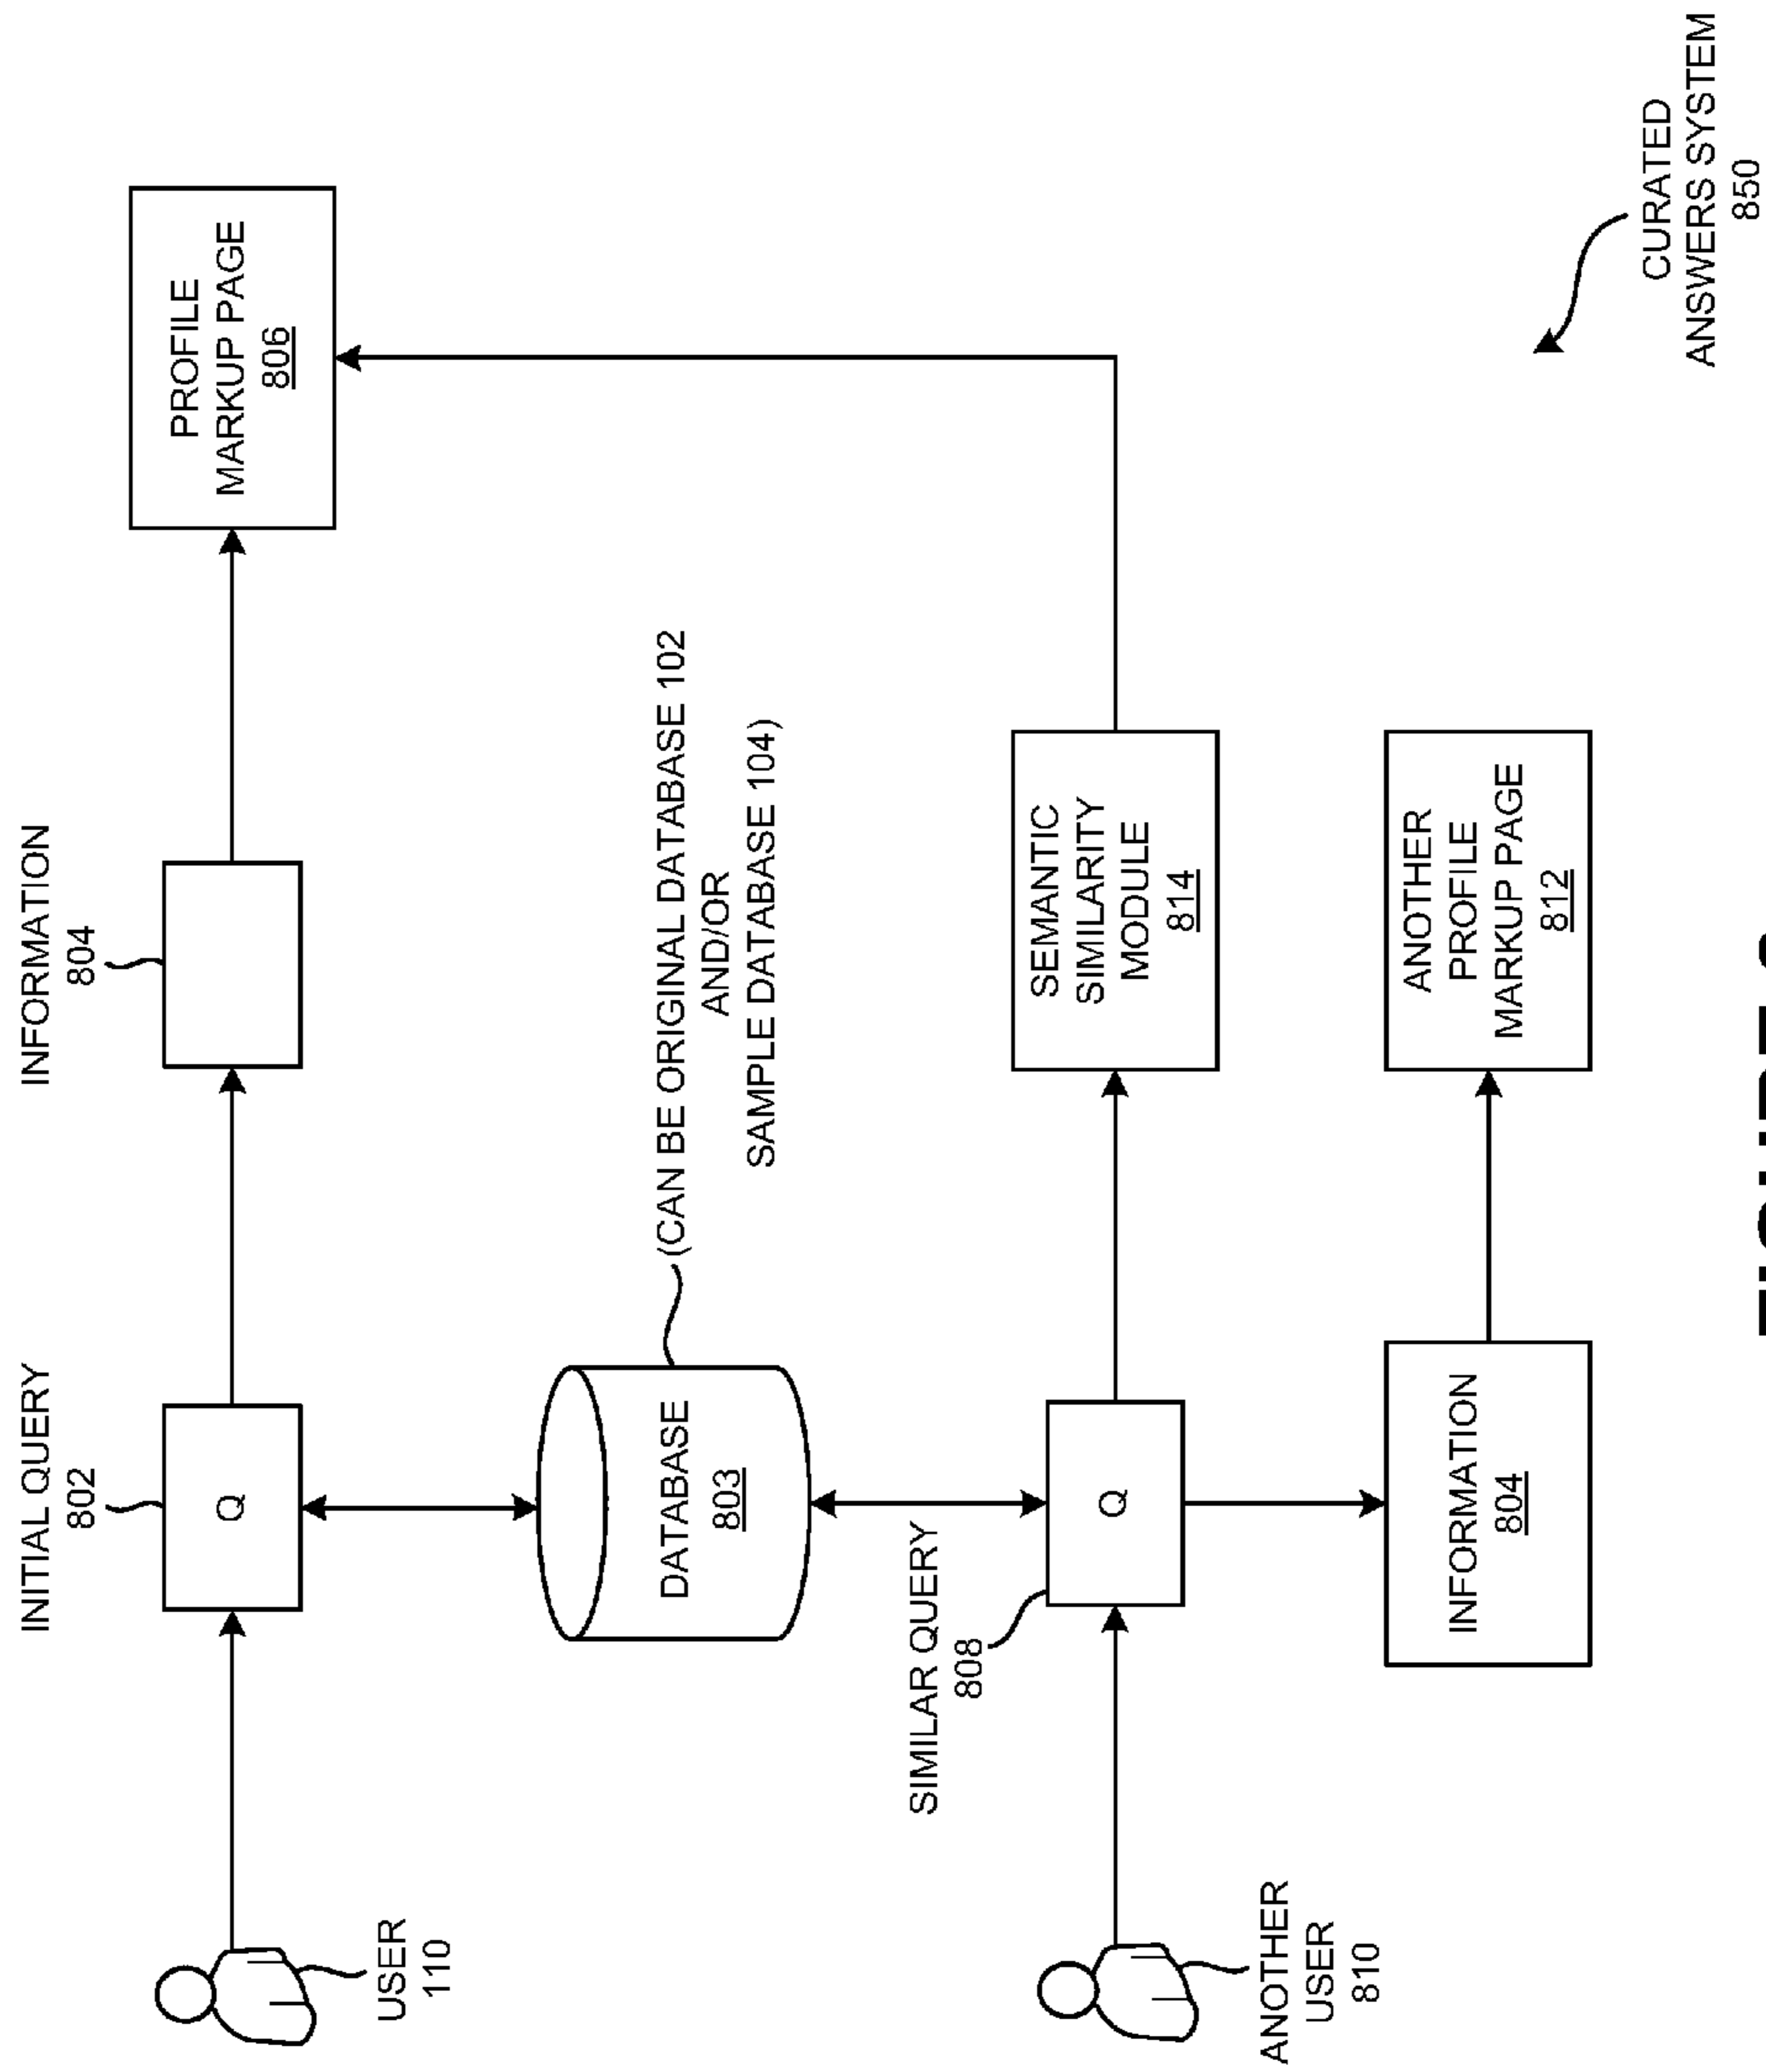 INITIAL QUERY
802
INFORMATION
804
Q
PROFILE
MARKUP PAGE
806
USER
110
DATABASE
803
(CAN BE ORIGINAL DATABASE 102
AND/OR
SAMPLE DATABASE 104)
SIMILAR QUERY
808
Q
SEMANTIC
SIMILARITY
MODULE
814
ANOTHER
USER
810
INFORMATION
804
ANOTHER
PROFILE
MARKUP PAGE
812
CURATED
ANSWERS SYSTEM
850